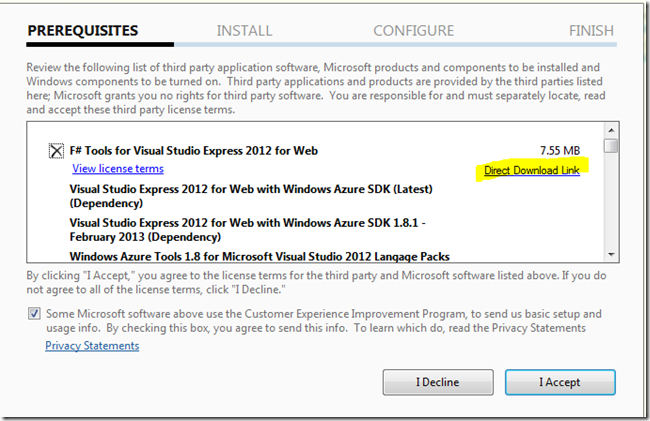 PREREQUISITES INSTALL CONFIGURE FINISH
Review the following list of third party application software, Microsoft products and components to be installed and
Windows components to be turned on.  Third party applications and products are provided by the third parties listed
here; Microsoft grants you no rights for third party software.  You are responsible for and must separately locate, read
and accept these third party license terms.
F# Tools for Visual Studio Express 2012 for Web 7.55 MB
View license terms Direct Download Link
Visual Studio Express 2012 for Web with Windows Azure SDK (Latest)
(Dependency)
Visual Studio Express 2012 for Web with Windows Azure SDK 1.8.1 -
February 2013 (Dependency)
Windows Azure Tools 1.8 for Microsoft Visual Studio 2012 Langage Packs
By clicking "I Accept," you agree to the license terms for the third party and Microsoft software listed above. If you do
not agree to all of the license terms, click "I Decline."
Some Microsoft software above use the Customer Experience Improvement Program, to send us basic setup and
usage info.  By checking this box, you agree to send this info.  To learn which do, read the Privacy Statements
Privacy Statements
I Decline I Accept